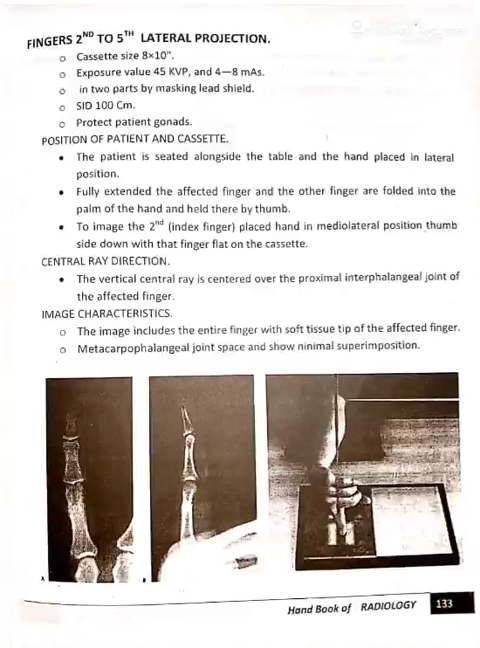 FINGERS 2ND TO 5TH LATERAL PROJECTION.
o Cassette size 8×10".
o Exposure value 45 KVP, and 4—8 mAs.
o in two parts by masking lead shield.
o SID 100 Cm.
o Protect patient gonads.
POSITION OF PATIENT AND CASSETTE.
• The patient is seated alongside the table and the hand placed in lateral
position.
• Fully extended the affected finger and the other finger are folded into the
palm of the hand and held there by thumb.
• To image the 2nd (index finger) placed hand in mediolateral position thumb
side down with that finger flat on the cassette.
CENTRAL RAY DIRECTION.
• The vertical central ray is centered over the proximal interphalangeal joint of
the affected finger.
IMAGE CHARACTERISTICS.
o The image includes the entire finger with soft tissue tip of the affected finger.
o Metacarpophalangeal joint space and show ninimal superimposition.
A
Hand Book of RADIOLOGY 133